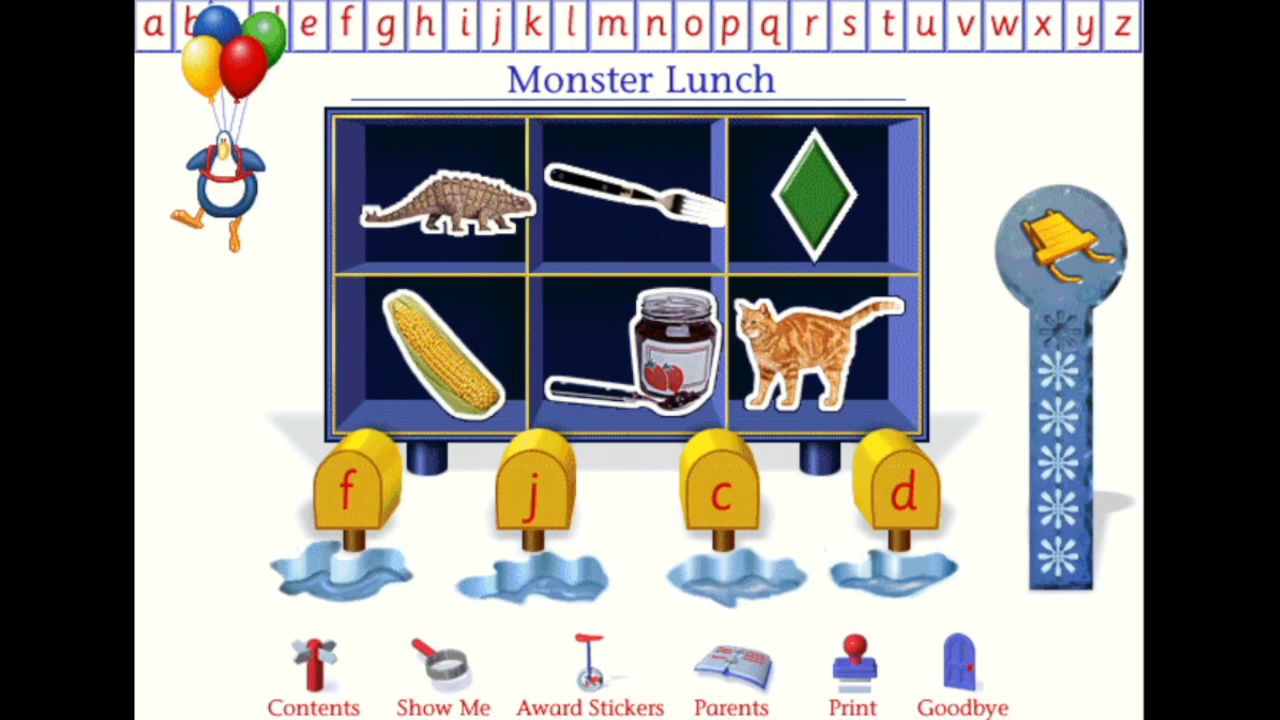 a b e f g h i j k l m n o p q r s t u v w x y z
Monster Lunch
f j c d
Contents Show Me Award Stickers Parents Print Goodbye